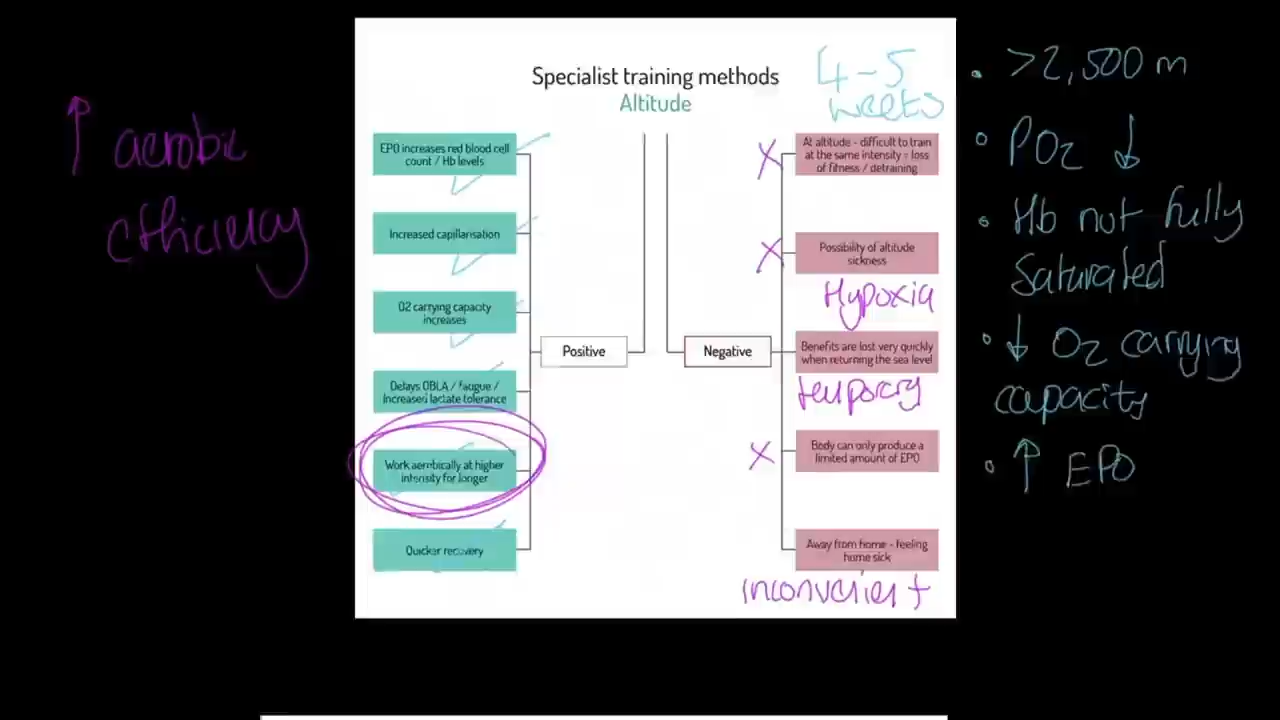 Specialist training methods
Altitude
4-5
weeks
↑ aerobic
efficiency
EPO increases red blood cell
count / Hb levels
Increased capillarisation
O2 carrying capacity
increases
Delays OBLA / fatigue /
Increased lactate tolerance
Work aerobically at higher
intensity for longer
Quicker recovery
Positive
Negative
At altitude - difficult to train
at the same intensity = loss
of fitness / detraining
Possibility of altitude
sickness
Hypoxia
Benefits are lost very quickly
when returning the sea level
temporary
Body can only produce a
limited amount of EPO
Away from home - feeling
home sick
inconvenient
• >2,500m
• PO2 ↓
• Hb not fully
saturated
• ↓ O2 carrying
capacity
• ↑ EPO